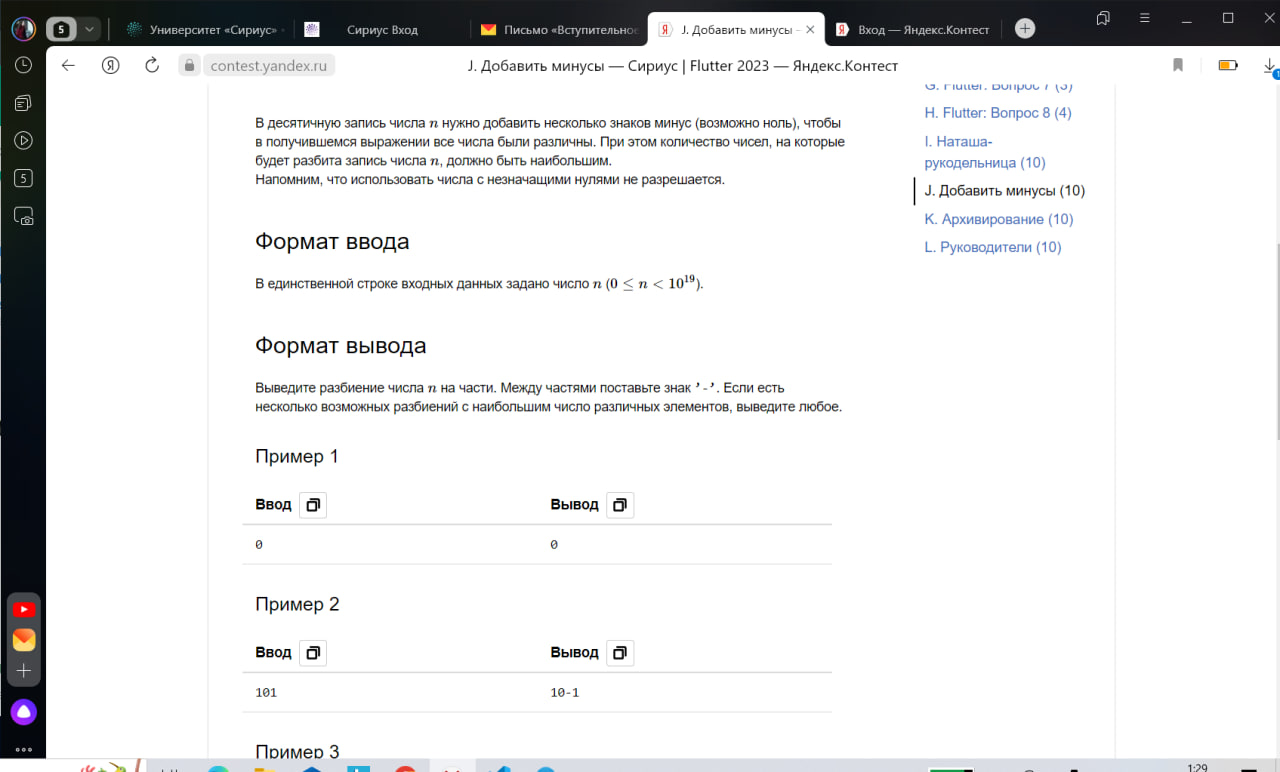 5
Университет «Сириус»
Сириус Вход
Письмо «Вступительное
J. Добавить минусы -
Вход — Яндекс.Контест
contest.yandex.ru
J. Добавить минусы — Сириус | Flutter 2023 — Яндекс.Контест
1
5
G. Flutter: Вопрос 7 (3)
H. Flutter: Вопрос 8 (4)
I. Наташа-
рукодельница (10)
J. Добавить минусы (10)
K. Архивирование (10)
L. Руководители (10)
В десятичную запись числа n нужно добавить несколько знаков минус (возможно ноль), чтобы
в получившемся выражении все числа были различны. При этом количество чисел, на которые
будет разбита запись числа n, должно быть наибольшим.
Напомним, что использовать числа с незначащими нулями не разрешается.
Формат ввода
В единственной строке входных данных задано число n (0 ≤ n < 10¹⁹).
Формат вывода
Выведите разбиение числа n на части. Между частями поставьте знак '-'. Если есть
несколько возможных разбиений с наибольшим число различных элементов, выведите любое.
Пример 1
Ввод Вывод
0 0
Пример 2
Ввод Вывод
101 10-1
Пример 3
1:29